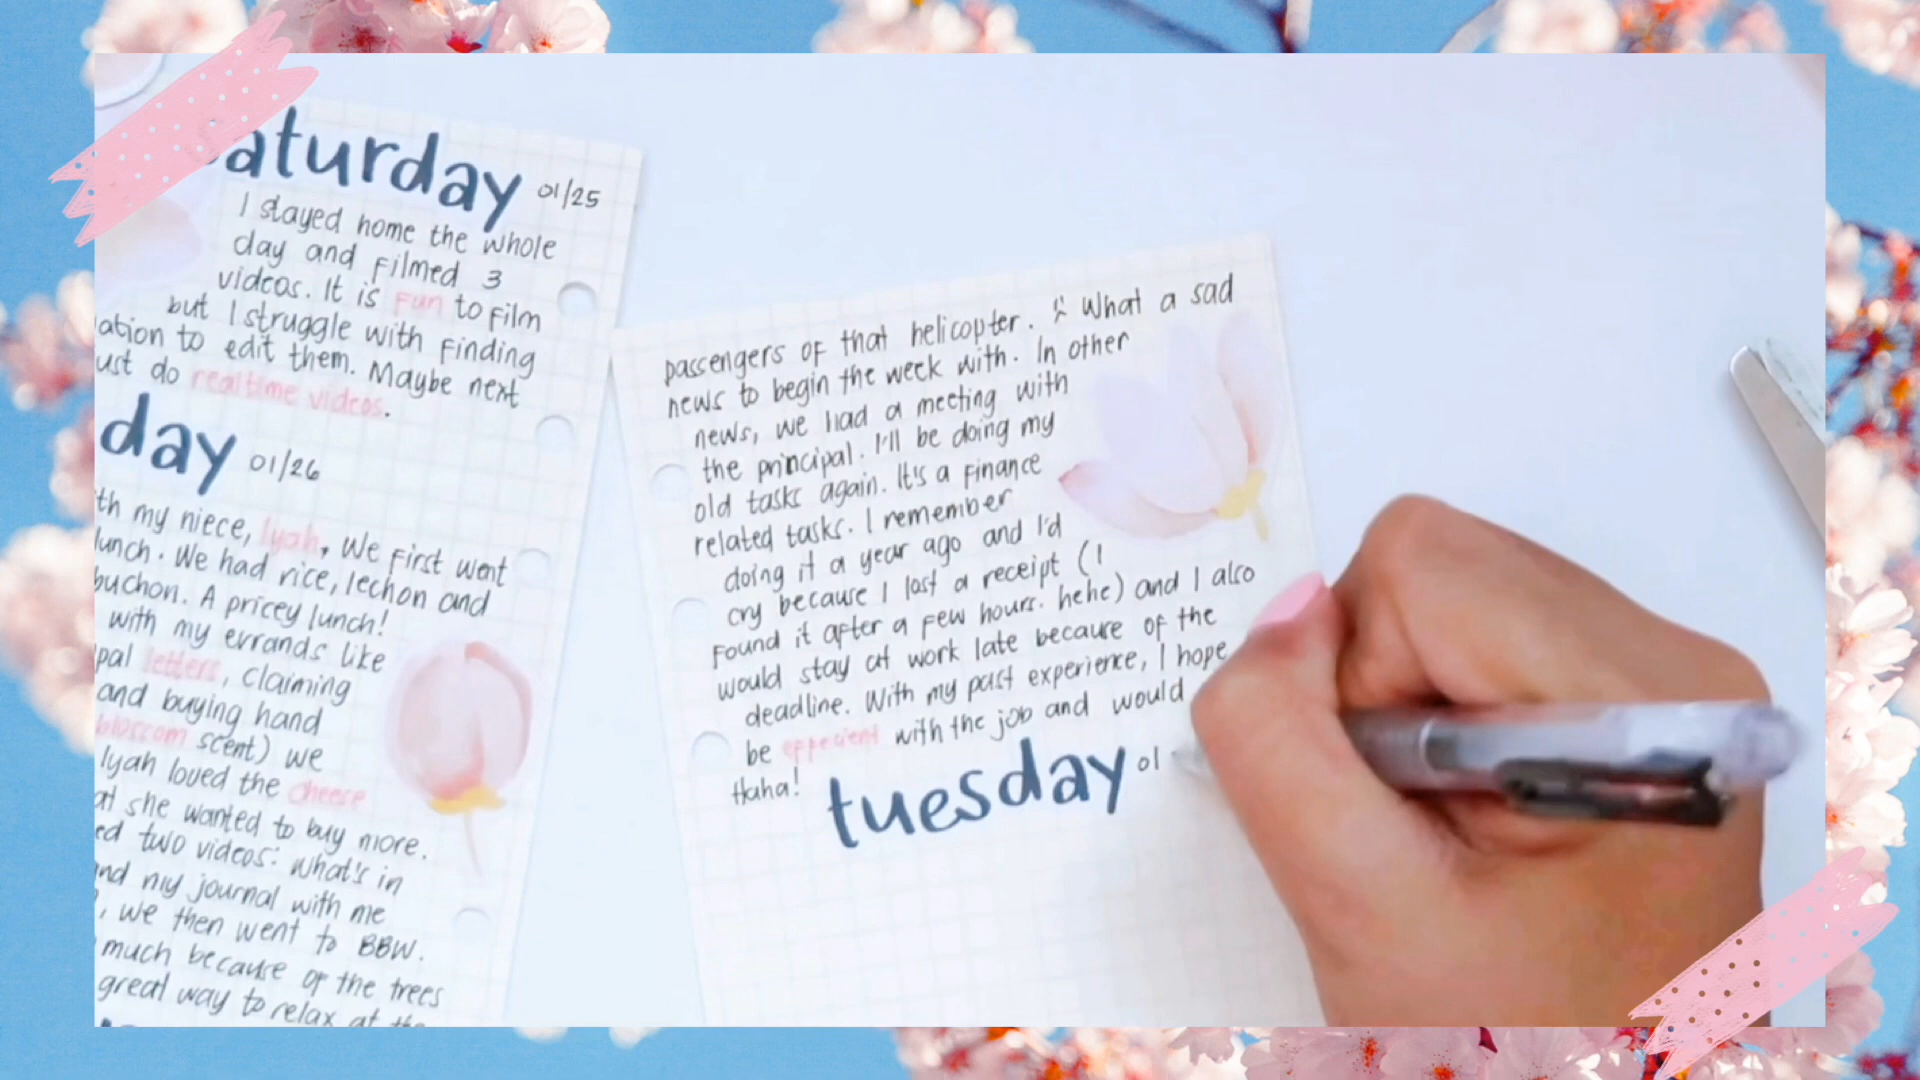 aturday 01/25
I stayed home the whole
day and filmed 3
videos. It is fun to film
but I struggle with finding
ation to edit them. Maybe next
ust do realtime videos.
day 01/26
th my niece, Iyah. We first went
lunch. We had rice, lechon and
buchon. A pricey lunch!
with my errands like
pal letters, claiming
and buying hand
blossom scent) we
Iyah loved the cheese
at she wanted to buy more.
ed two videos: What's in
and my journal with me
, we then went to BBW.
much because of the trees
great way to relax at the
passengers of that helicopter. :( What a sad
news to begin the week with. In other
news, we had a meeting with
the principal. I'll be doing my
old tasks again. It's a finance
related tasks. I remember
doing it a year ago and I'd
cry because I lost a receipt (I
found it after a few hours. hehe) and I also
would stay at work late because of the
deadline. With my past experience, I hope
be eppecient with the job and would
Haha!
tuesday 01